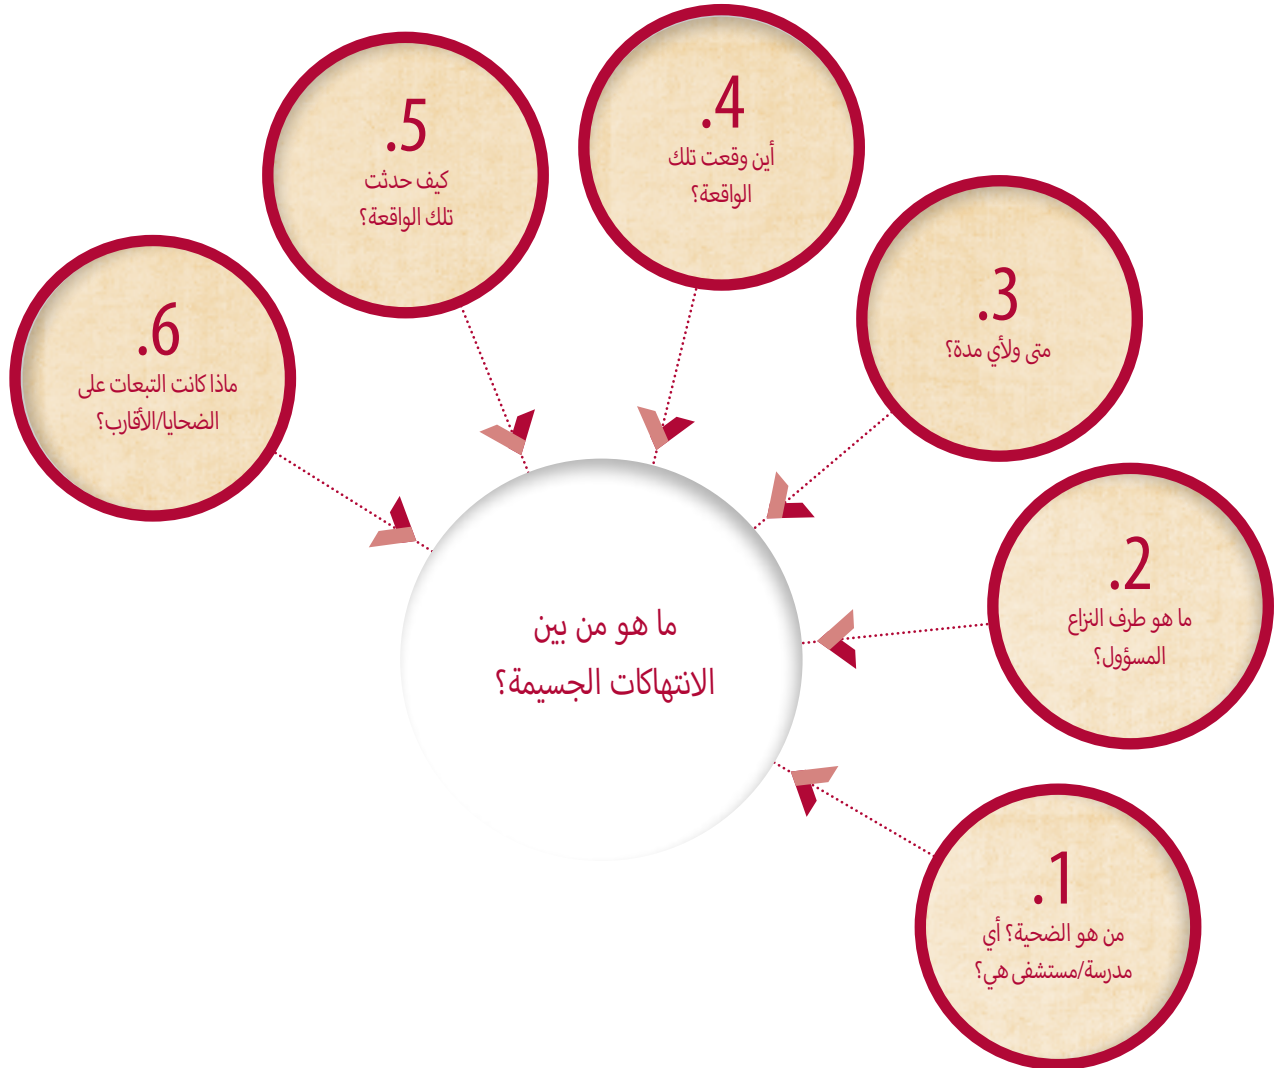 .1
من هو الضحية؟ أي
مدرسة/مستشفى هي؟
.2
ما هو طرف النزاع
المسؤول؟
.3
متى ولأي مدة؟
.4
أين وقعت تلك
الواقعة؟
.5
كيف حدثت
تلك الواقعة؟
.6
ماذا كانت التبعات على
الضحايا/الأقارب؟
ما هو من بين
الانتهاكات الجسيمة؟